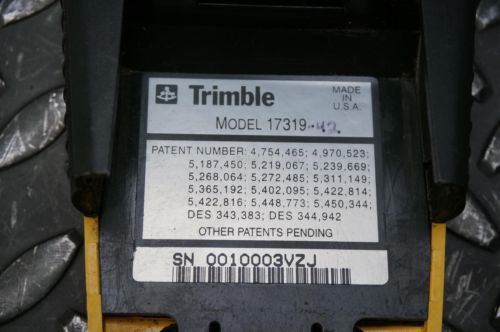 Trimble
MADE
IN
U.S.A.
MODEL 17319-42
PATENT NUMBER: 4,754,465; 4,970,523;
5,187,450; 5,219,067; 5,239,669;
5,268,064; 5,272,485; 5,311,149;
5,365,192; 5,402,095; 5,422,814;
5,422,816; 5,448,773; 5,450,344;
DES 343,383; DES 344,942
OTHER PATENTS PENDING
SN 0010003VZJ